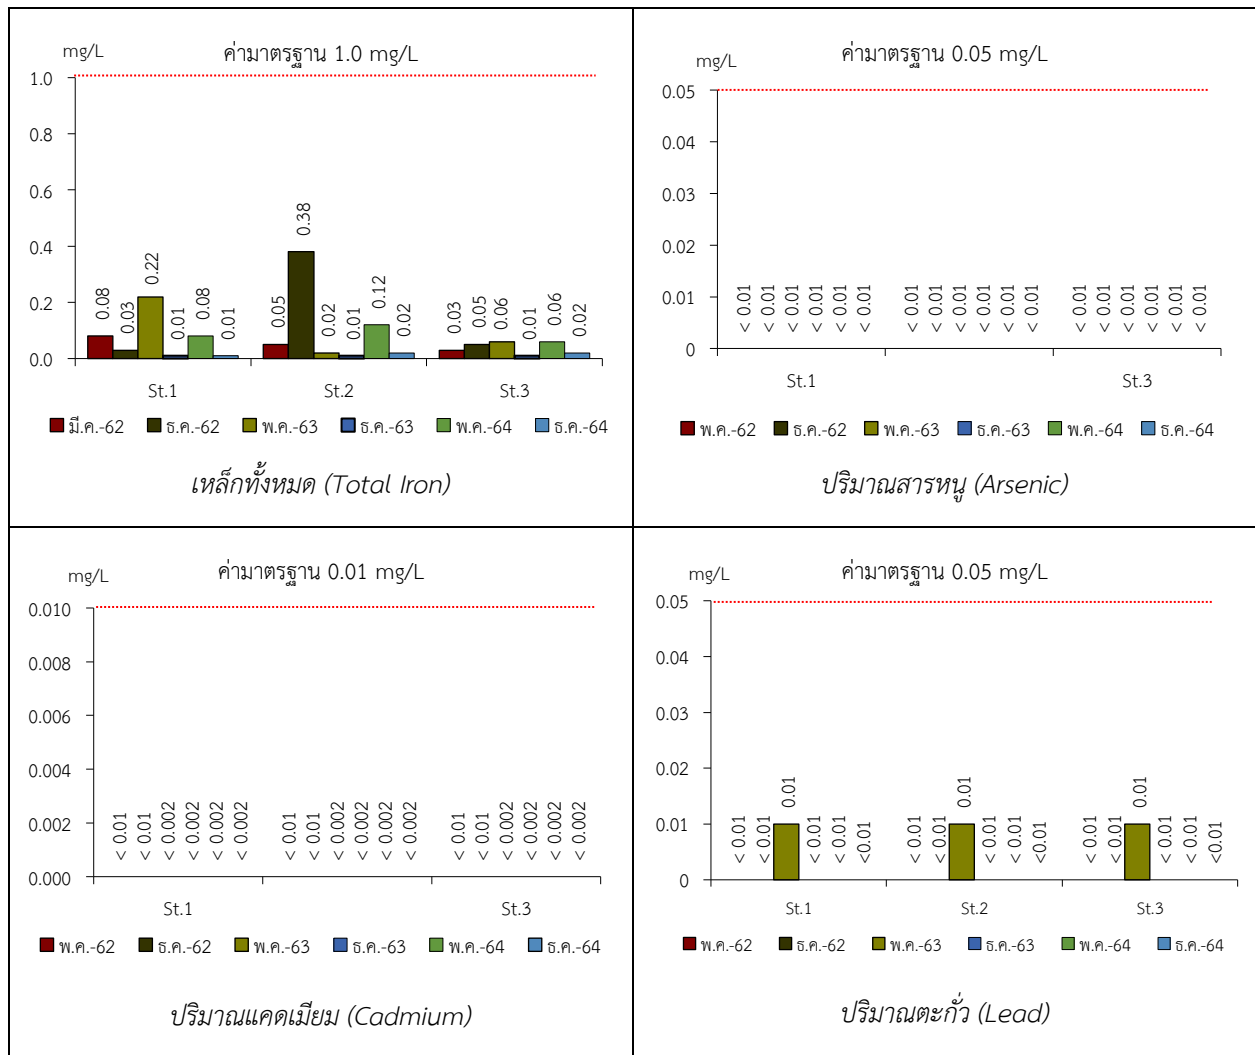 mg/L
ค่ามาตรฐาน 1.0 mg/L
1.0
0.8
0.6
0.4
0.2
0.0
0.08 0.03 0.22 0.01 0.08 0.01
0.05 0.38 0.02 0.01 0.12 0.02
0.03 0.05 0.06 0.01 0.06 0.02
St.1 St.2 St.3
มี.ค.-62 ธ.ค.-62 พ.ค.-63 ธ.ค.-63 พ.ค.-64 ธ.ค.-64
เหล็กทั้งหมด (Total Iron)
mg/L
ค่ามาตรฐาน 0.05 mg/L
0.05
0.04
0.03
0.02
0.01
0
< 0.01 < 0.01 < 0.01 < 0.01 < 0.01 < 0.01
< 0.01 < 0.01 < 0.01 < 0.01 < 0.01 < 0.01
< 0.01 < 0.01 < 0.01 < 0.01 < 0.01 < 0.01
St.1 St.3
พ.ค.-62 ธ.ค.-62 พ.ค.-63 ธ.ค.-63 พ.ค.-64 ธ.ค.-64
ปริมาณสารหนู (Arsenic)
mg/L
ค่ามาตรฐาน 0.01 mg/L
0.010
0.008
0.006
0.004
0.002
0.000
< 0.01 < 0.01 < 0.002 < 0.002 < 0.002 < 0.002
< 0.01 < 0.01 < 0.002 < 0.002 < 0.002 < 0.002
< 0.01 < 0.01 < 0.002 < 0.002 < 0.002 < 0.002
St.1 St.3
พ.ค.-62 ธ.ค.-62 พ.ค.-63 ธ.ค.-63 พ.ค.-64 ธ.ค.-64
ปริมาณแคดเมียม (Cadmium)
mg/L
ค่ามาตรฐาน 0.05 mg/L
0.05
0.04
0.03
0.02
0.01
0
< 0.01 < 0.01 0.01 < 0.01 < 0.01 <0.01
< 0.01 < 0.01 0.01 < 0.01 < 0.01 <0.01
< 0.01 < 0.01 0.01 < 0.01 < 0.01 <0.01
St.1 St.2 St.3
พ.ค.-62 ธ.ค.-62 พ.ค.-63 ธ.ค.-63 พ.ค.-64 ธ.ค.-64
ปริมาณตะกั่ว (Lead)